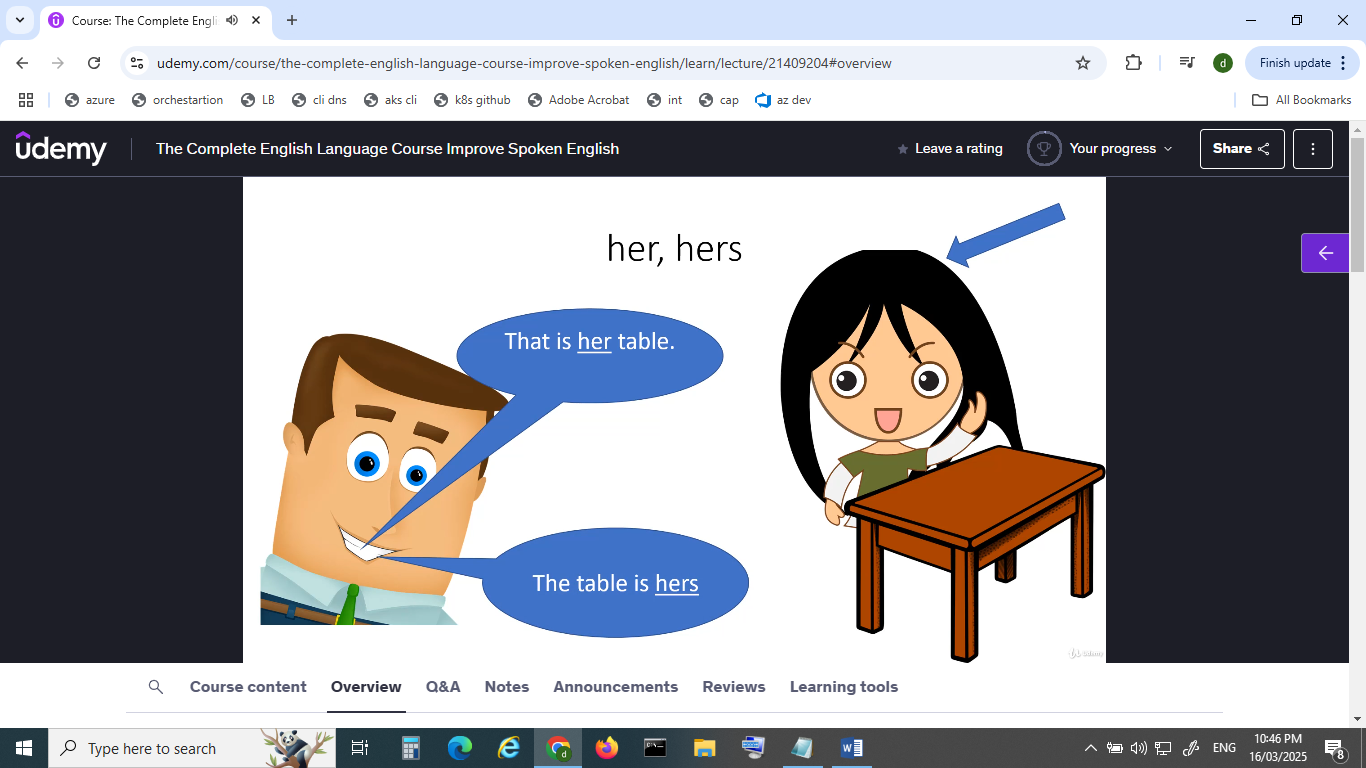 Course: The Complete Engli
udemy.com/course/the-complete-english-language-course-improve-spoken-english/learn/lecture/21409204#overview
d
Finish update
azure
orchestartion
LB
cli dns
aks cli
k8s github
Adobe Acrobat
int
cap
az dev
All Bookmarks
udemy
The Complete English Language Course Improve Spoken English
Leave a rating
Your progress
Share
her, hers
That is her table.
The table is hers
Udemy
Course content
Overview
Q&A
Notes
Announcements
Reviews
Learning tools
Type here to search
ENG
10:46 PM
16/03/2025
8